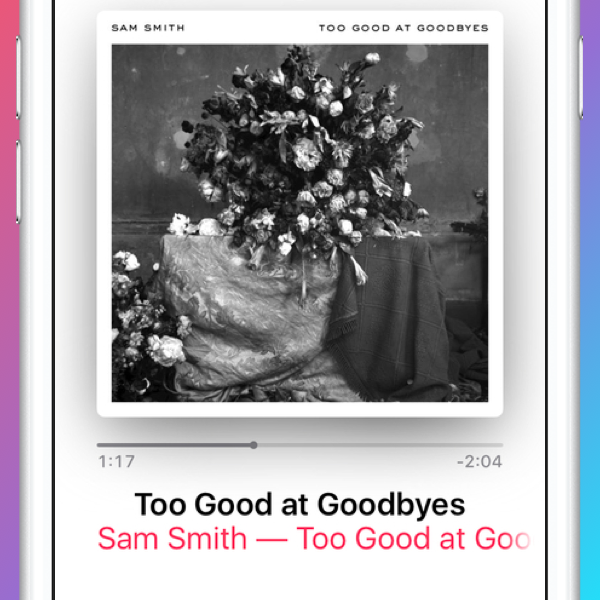 SAM SMITH TOO GOOD AT GOODBYES
1:17 -2:04
Too Good at Goodbyes
Sam Smith — Too Good at Goo